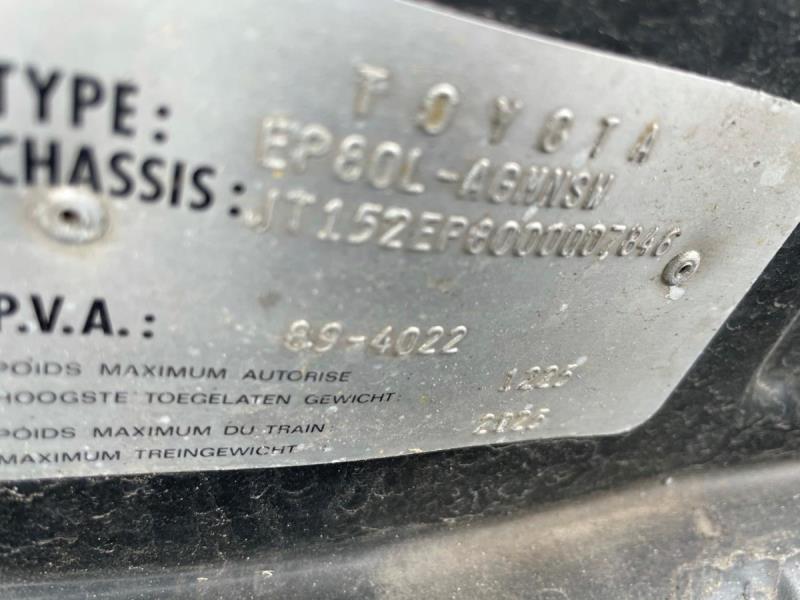 TOYOTA
TYPE: EP80L-AGMNSW
CHASSIS: JT152EP8000007846
P.V.A.: 89-4022
POIDS MAXIMUM AUTORISE 1225
HOOGSTE TOEGELATEN GEWICHT:
POIDS MAXIMUM DU TRAIN 2025
MAXIMUM TREINGEWICHT